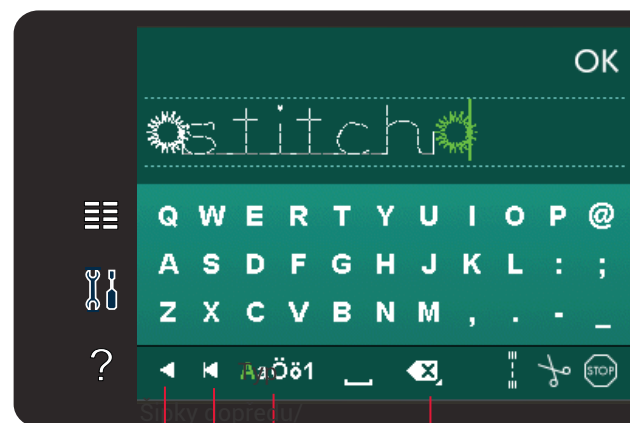 OK
stitch
Q W E R T Y U I O P @
A S D F G H J K L : ;
Z X C V B N M , . - _
? AaÖö1 STOP
Šipky dopředu/